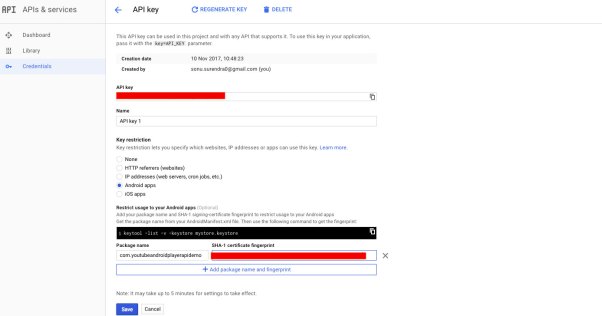 API APIs & services
API key
REGENERATE KEY
DELETE
Dashboard
Library
Credentials
This API key can be used in this project and with any API that supports it. To use this key in your application,
pass it with the key=API_KEY parameter.
Creation date 10 Nov 2017, 10:48:23
Created by sonu.surendra0@gmail.com (you)
API key
Name
API key 1
Key restriction
Key restriction lets you specify which websites, IP addresses or apps can use this key. Learn more
None
HTTP referrers (websites)
IP addresses (web servers, cron jobs, etc.)
Android apps
iOS apps
Restrict usage to your Android apps (Optional)
Add your package name and SHA-1 signing-certificate fingerprint to restrict usage to your Android apps
Get the package name from your AndroidManifest.xml file. Then use the following command to get the fingerprint:
$ keytool -list -v -keystore mystore.keystore
Package name SHA-1 certificate fingerprint
com.youtubeandroidplayerapidemo
+ Add package name and fingerprint
Note: it may take up to 5 minutes for settings to take effect
Save Cancel